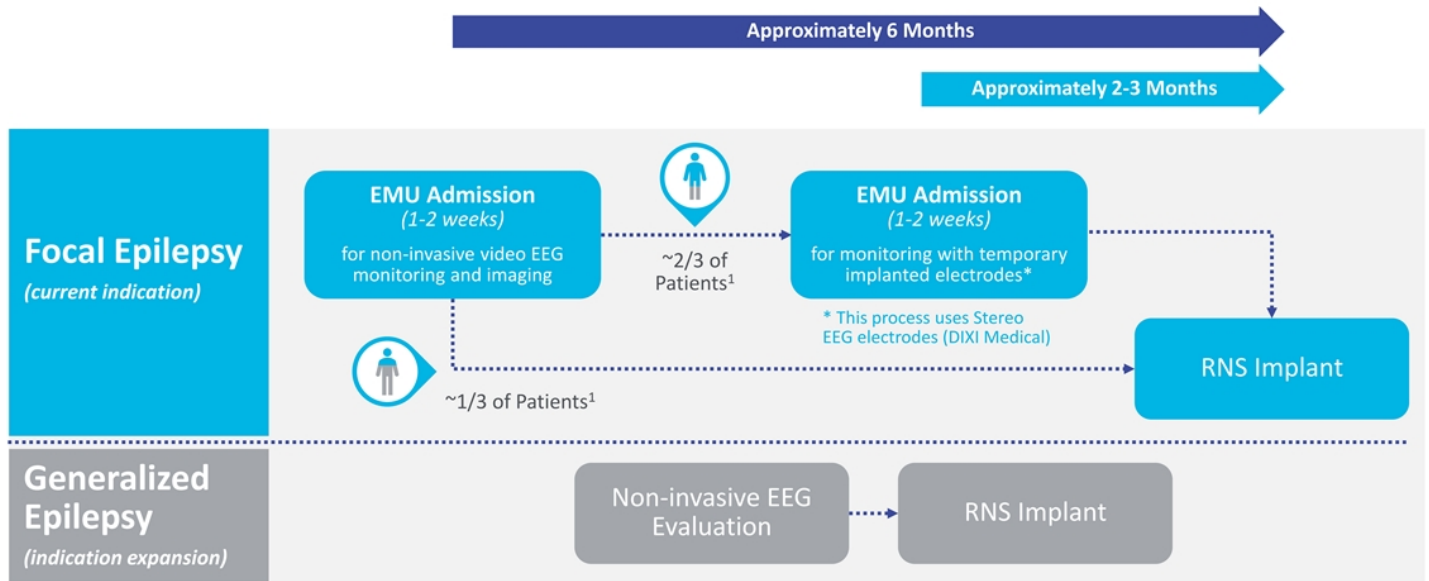 Approximately 6 Months
Approximately 2-3 Months
Focal Epilepsy
(current indication)
EMU Admission
(1-2 weeks)
for non-invasive video EEG
monitoring and imaging
~2/3 of
Patients1
EMU Admission
(1-2 weeks)
for monitoring with temporary
implanted electrodes*
* This process uses Stereo
EEG electrodes (DIXI Medical)
~1/3 of Patients1
RNS Implant
Generalized
Epilepsy
(indication expansion)
Non-invasive EEG
Evaluation
RNS Implant